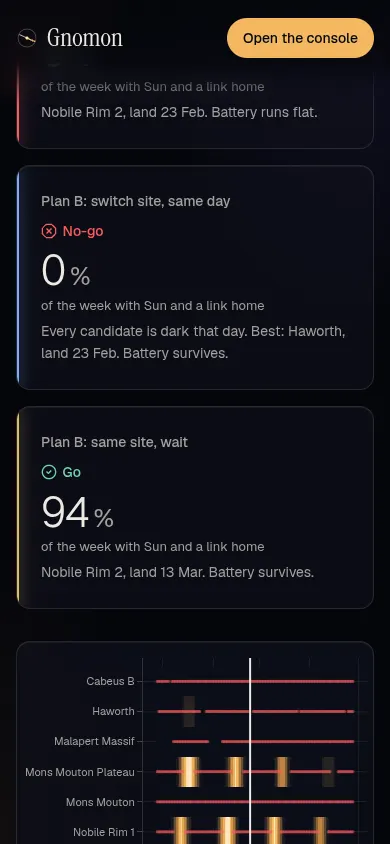 Gnomon
Open the console
of the week with Sun and a link home
Nobile Rim 2, land 23 Feb. Battery runs flat.
Plan B: switch site, same day
No-go
0 %
of the week with Sun and a link home
Every candidate is dark that day. Best: Haworth,
land 23 Feb. Battery survives.
Plan B: same site, wait
Go
94 %
of the week with Sun and a link home
Nobile Rim 2, land 13 Mar. Battery survives.
Cabeus B
Haworth
Malapert Massif
Mons Mouton Plateau
Mons Mouton
Nobile Rim 1